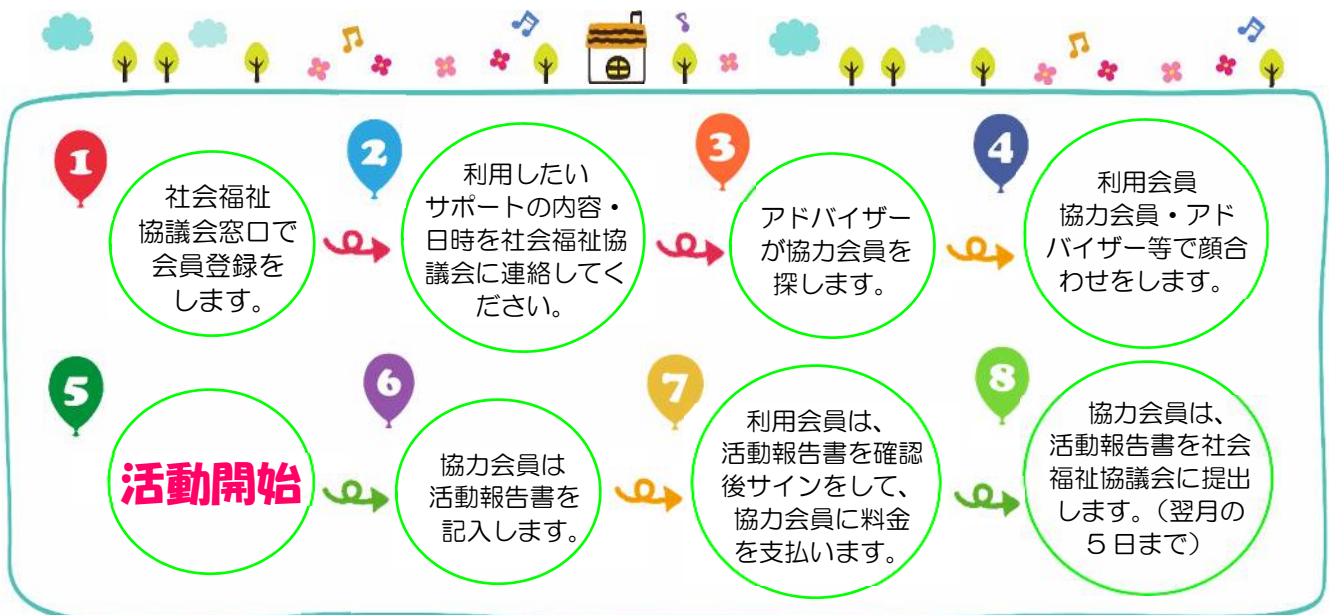 1
社会福祉
協議会窓口で
会員登録を
します。
2
利用したい
サポートの内容・
日時を社会福祉協
議会に連絡してく
ださい。
3
アドバイザー
が協力会員を
探します。
4
利用会員
協力会員・アド
バイザー等で顔合
わせをします。
5
活動開始
6
協力会員は
活動報告書を
記入します。
7
利用会員は、
活動報告書を確認
後サインをして、
協力会員に料金
を支払います。
8
協力会員は、
活動報告書を社会
福祉協議会に提出
します。（翌月の
５日まで）